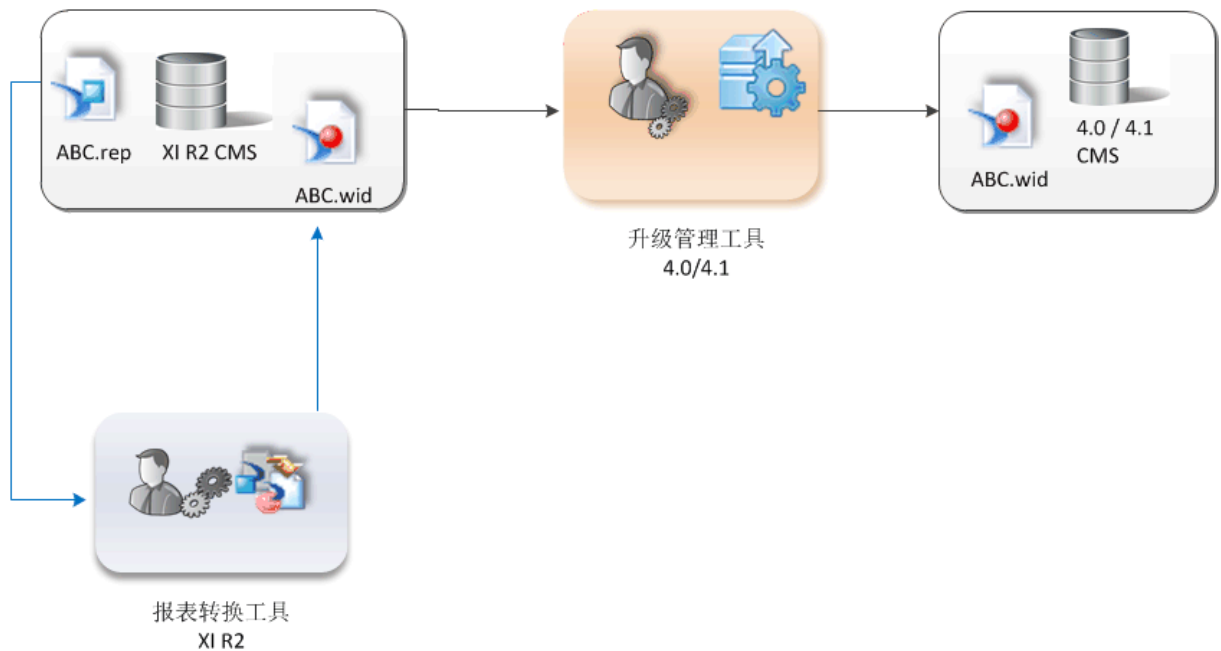 ABC.rep
XI R2 CMS
ABC.wid
升级管理工具
4.0/4.1
ABC.wid
4.0 / 4.1
CMS
报表转换工具
XI R2